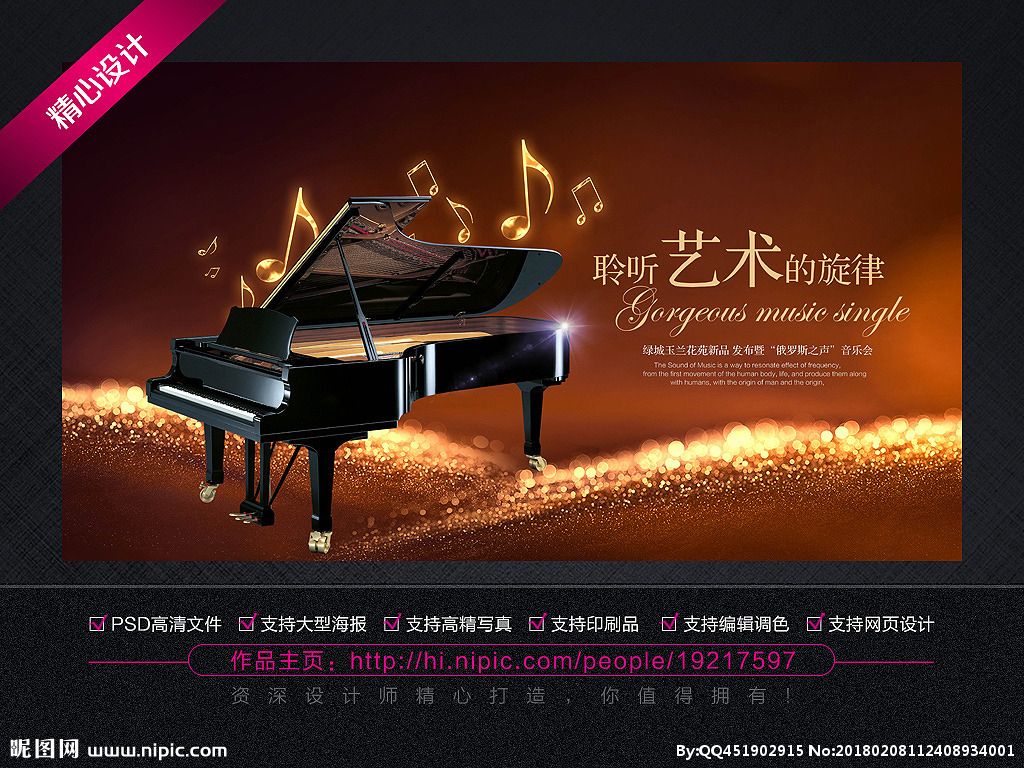 精心设计
聆听艺术的旋律
Gorgeous music single
绿城玉兰花苑新品 发布暨“俄罗斯之声”音乐会
The Sound of Music is a way to resonate effect of frequency,
from the first movement of the human body, life, and produce them along
with humans, with the origin of man and the origin,
PSD高清文件 支持大型海报 支持高精写真 支持印刷品 支持编辑调色 支持网页设计
作品主页：http://hi.nipic.com/people/19217597
资深设计师精心打造，你值得拥有！
昵图网 www.nipic.com
By:QQ451902915 No:20180208112408934001